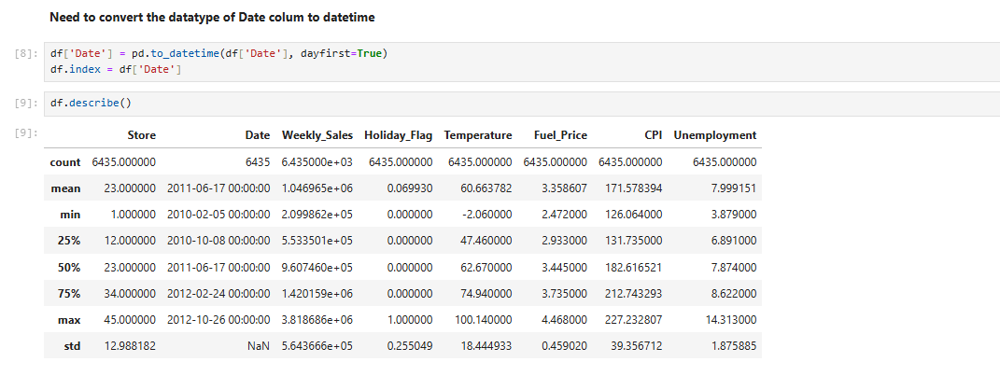 Need to convert the datatype of Date colum to datetime
[8]: df['Date'] = pd.to_datetime(df['Date'], dayfirst=True)
df.index = df['Date']
[9]: df.describe()
[9]:
Store Date Weekly_Sales Holiday_Flag Temperature Fuel_Price CPI Unemployment
count 6435.000000 6435 6.435000e+03 6435.000000 6435.000000 6435.000000 6435.000000 6435.000000
mean 23.000000 2011-06-17 00:00:00 1.046965e+06 0.069930 60.663782 3.358607 171.578394 7.999151
min 1.000000 2010-02-05 00:00:00 2.099862e+05 0.000000 -2.060000 2.472000 126.064000 3.879000
25% 12.000000 2010-10-08 00:00:00 5.533501e+05 0.000000 47.460000 2.933000 131.735000 6.891000
50% 23.000000 2011-06-17 00:00:00 9.607460e+05 0.000000 62.670000 3.445000 182.616521 7.874000
75% 34.000000 2012-02-24 00:00:00 1.420159e+06 0.000000 74.940000 3.735000 212.743293 8.622000
max 45.000000 2012-10-26 00:00:00 3.818686e+06 1.000000 100.140000 4.468000 227.232807 14.313000
std 12.988182 NaN 5.643666e+05 0.255049 18.444933 0.459020 39.356712 1.875885